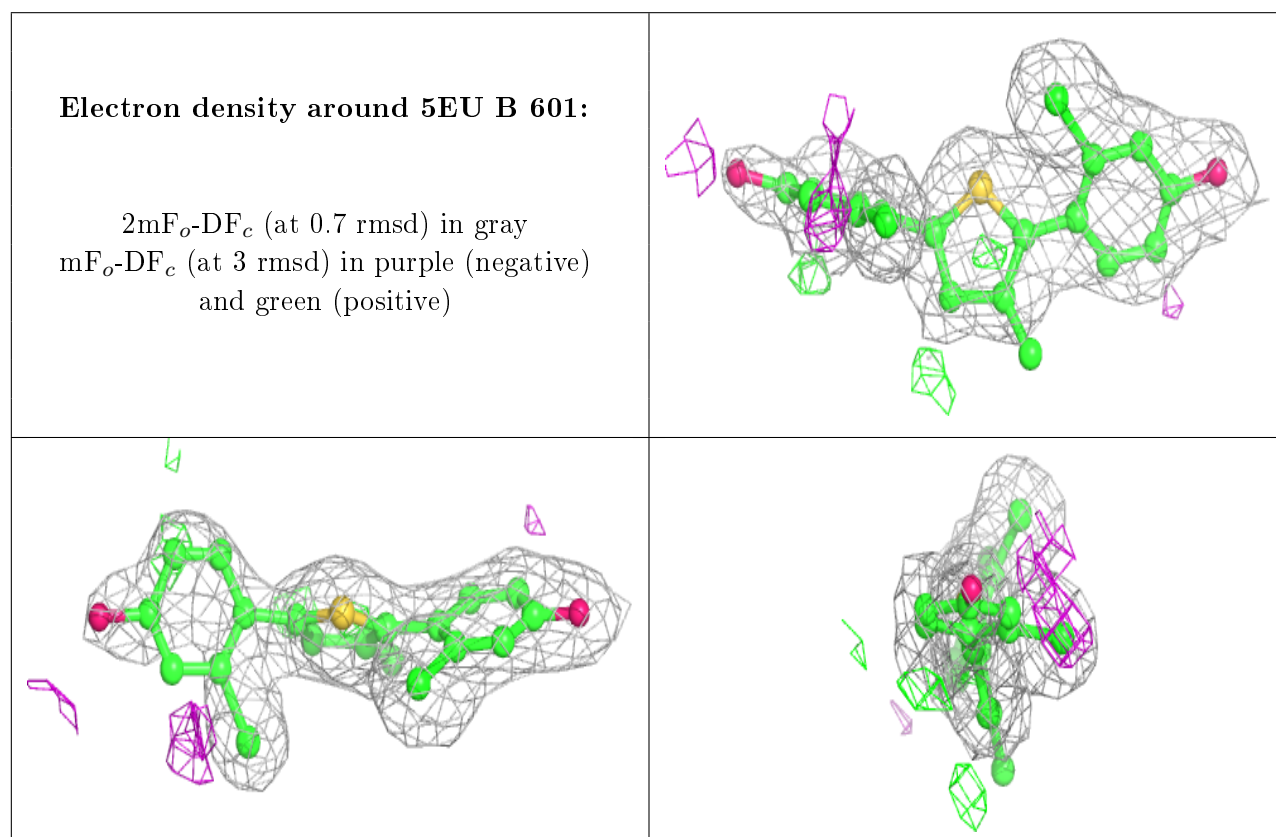 Electron density around 5EU B 601:
2mFₒ-DF𝒸 (at 0.7 rmsd) in gray
mFₒ-DF𝒸 (at 3 rmsd) in purple (negative)
and green (positive)